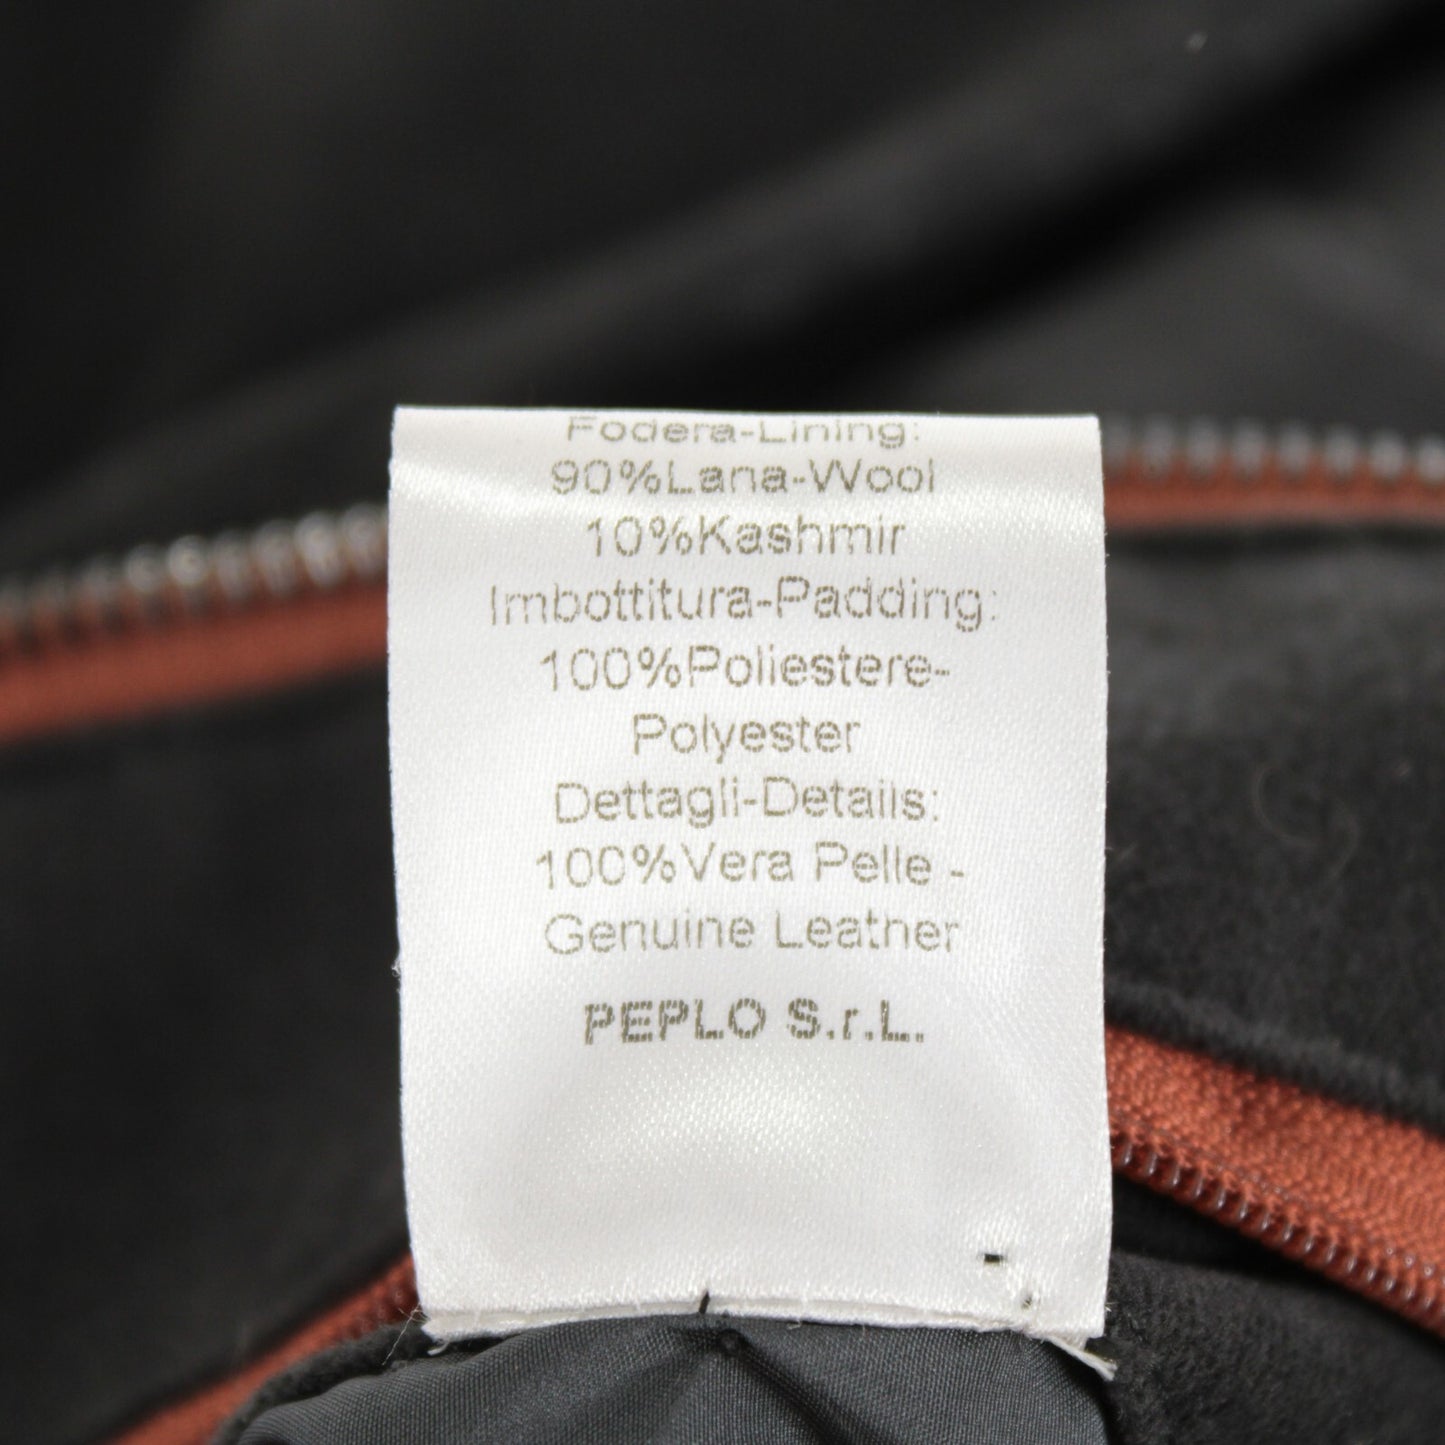 Fodera-Lining:
90%Lana-Wool
10%Kashmir
Imbottitura-Padding:
100%Poliestere-
Polyester
Dettagli-Details:
100%Vera Pelle -
Genuine Leather
PEPLO S.r.L.